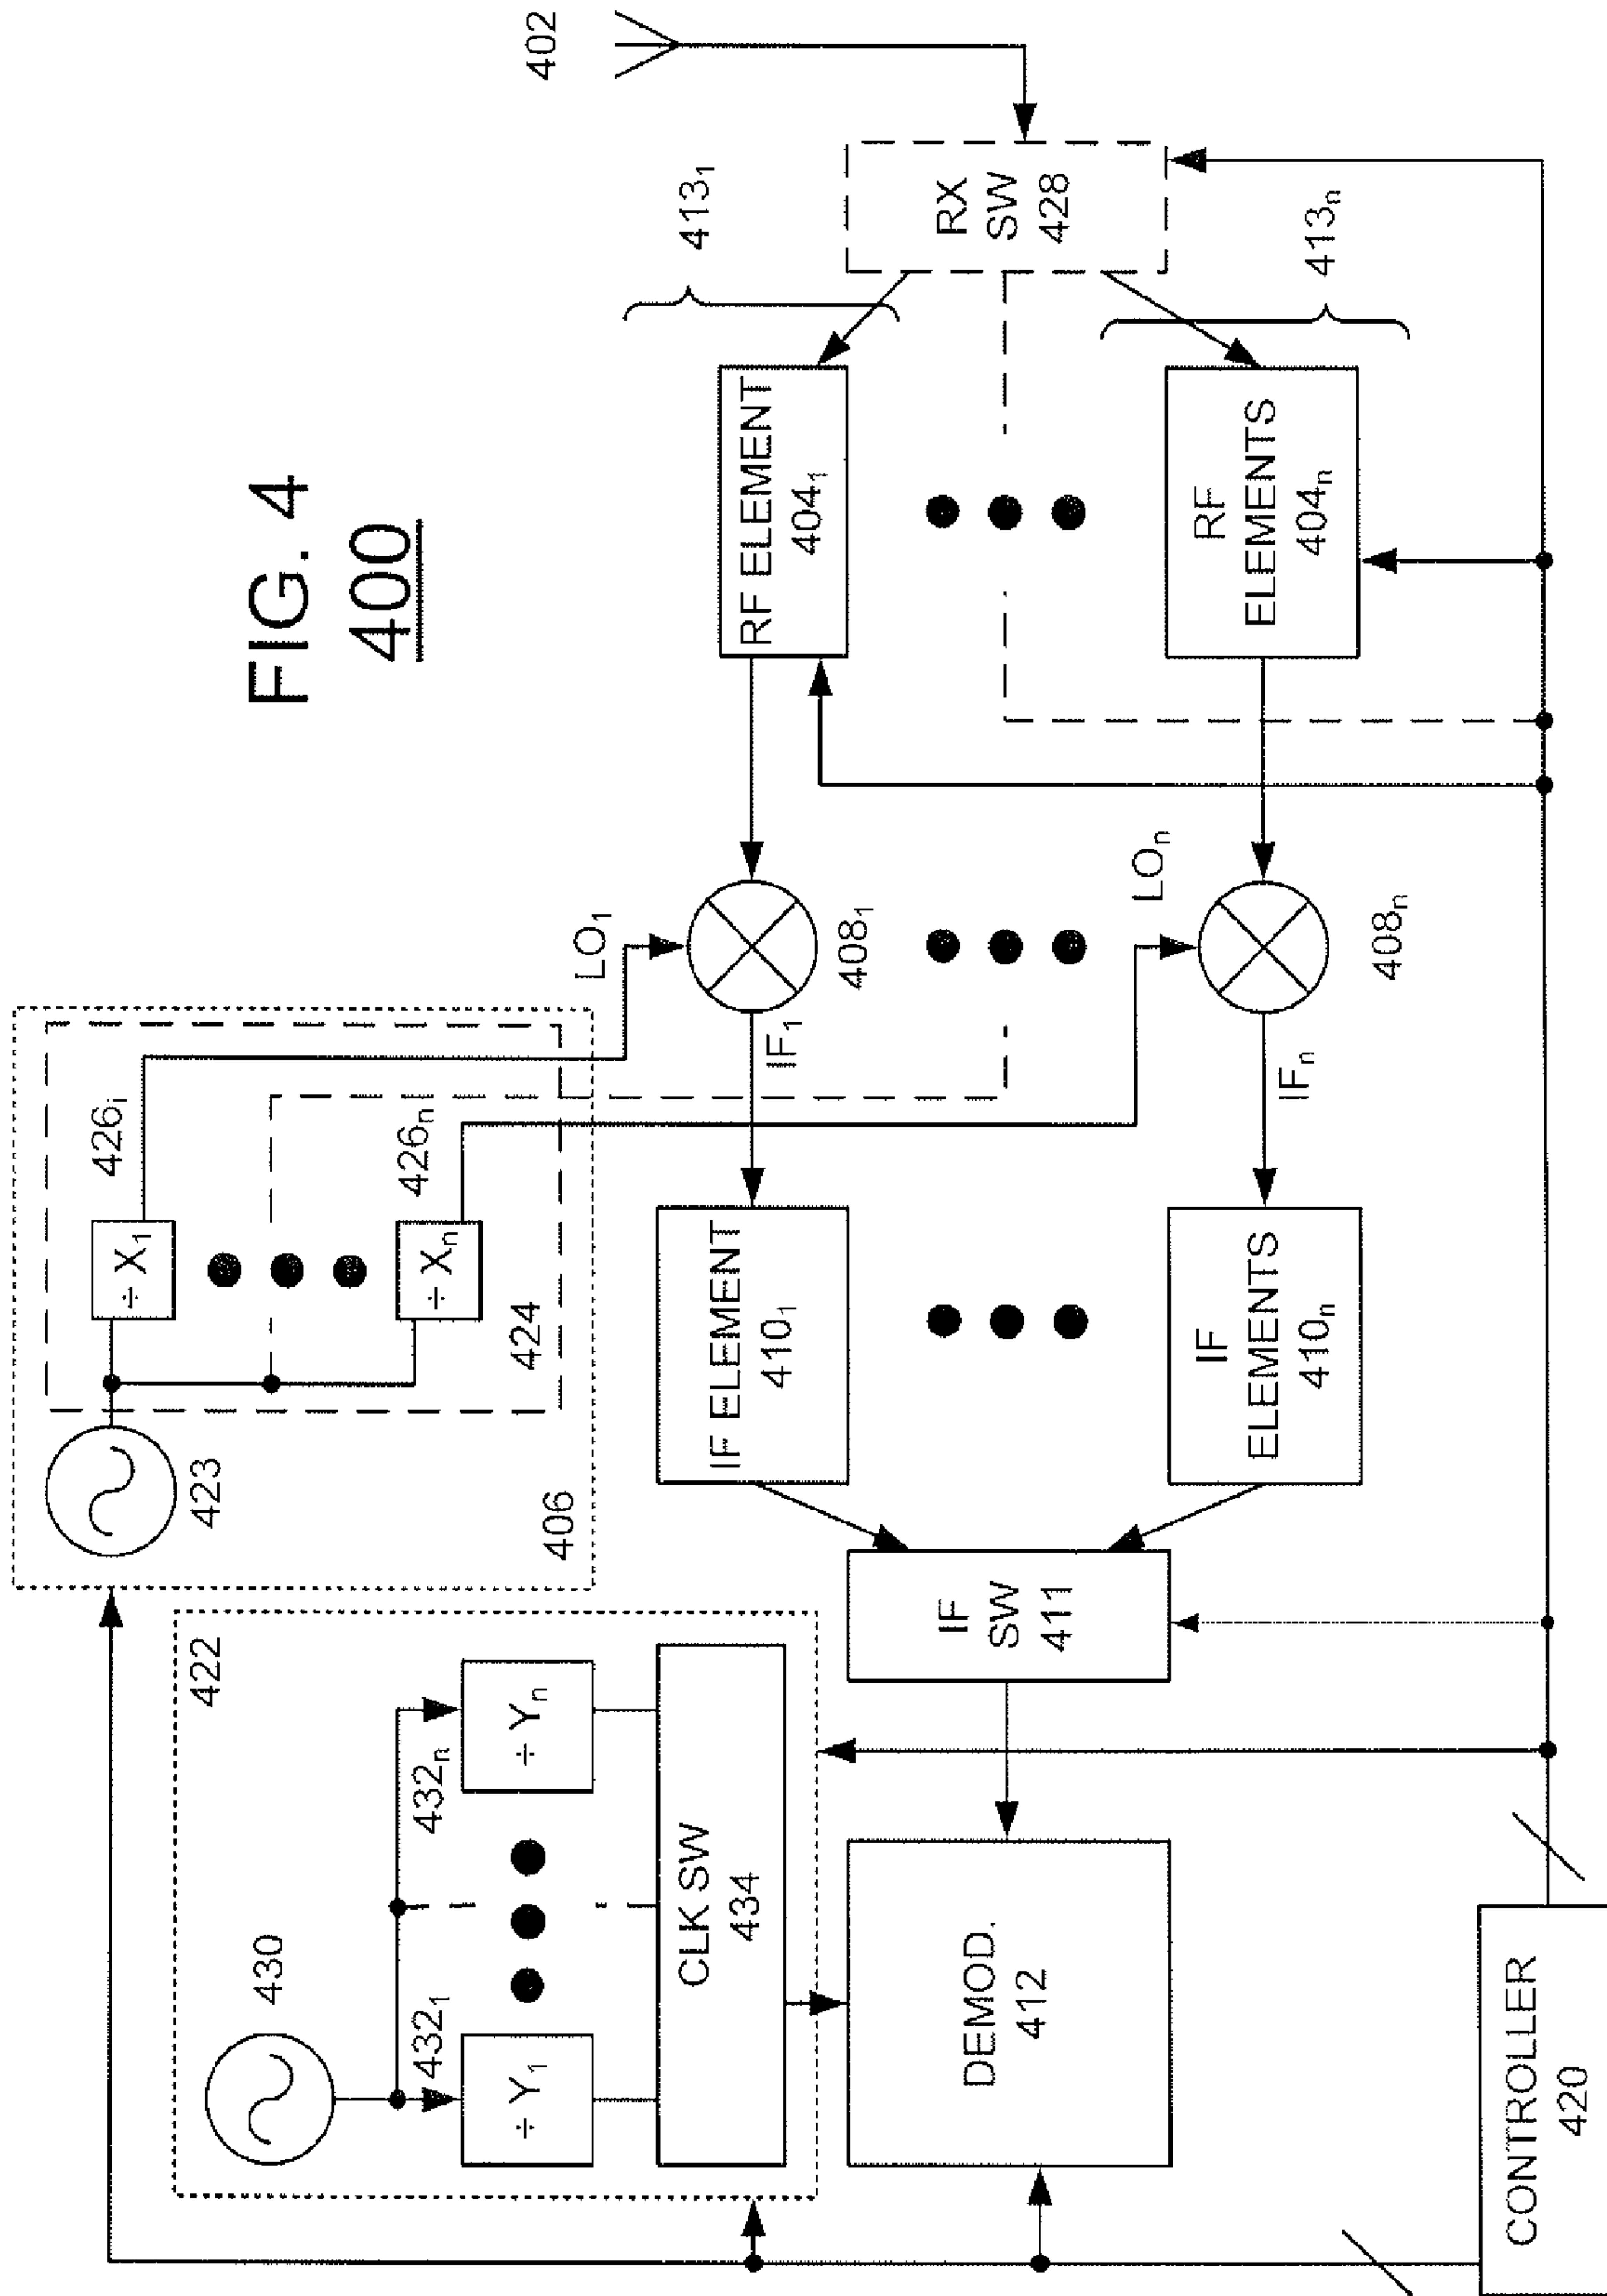 FIG. 4
400
402
RX
SW
428
413₁
413ₙ
RF ELEMENT
404₁
RF
ELEMENTS
404ₙ
LO₁
408₁
LOₙ
408ₙ
IF₁
IFₙ
426ᵢ
÷ X₁
426ₙ
÷ Xₙ
424
423
406
IF ELEMENT
410₁
IF
ELEMENTS
410ₙ
IF
SW
411
422
430
432₁
÷ Y₁
432ₙ
÷ Yₙ
CLK SW
434
DEMOD.
412
CONTROLLER
420